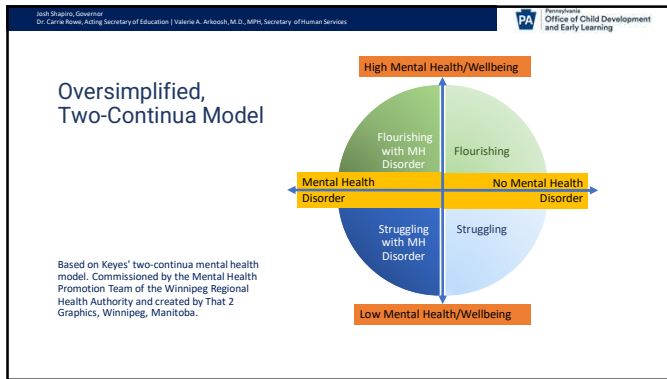 Josh Shapiro, Governor
Dr. Carrie Rowe, Acting Secretary of Education | Valerie A. Arkoosh, M.D., MPH, Secretary of Human Services
PA
Pennsylvania
Office of Child Development
and Early Learning
Oversimplified,
Two-Continua Model
High Mental Health/Wellbeing
Flourishing
with MH
Disorder
Flourishing
Mental Health
Disorder
No Mental Health
Disorder
Struggling
with MH
Disorder
Struggling
Low Mental Health/Wellbeing
Based on Keyes' two-continua mental health
model. Commissioned by the Mental Health
Promotion Team of the Winnipeg Regional
Health Authority and created by That 2
Graphics, Winnipeg, Manitoba.